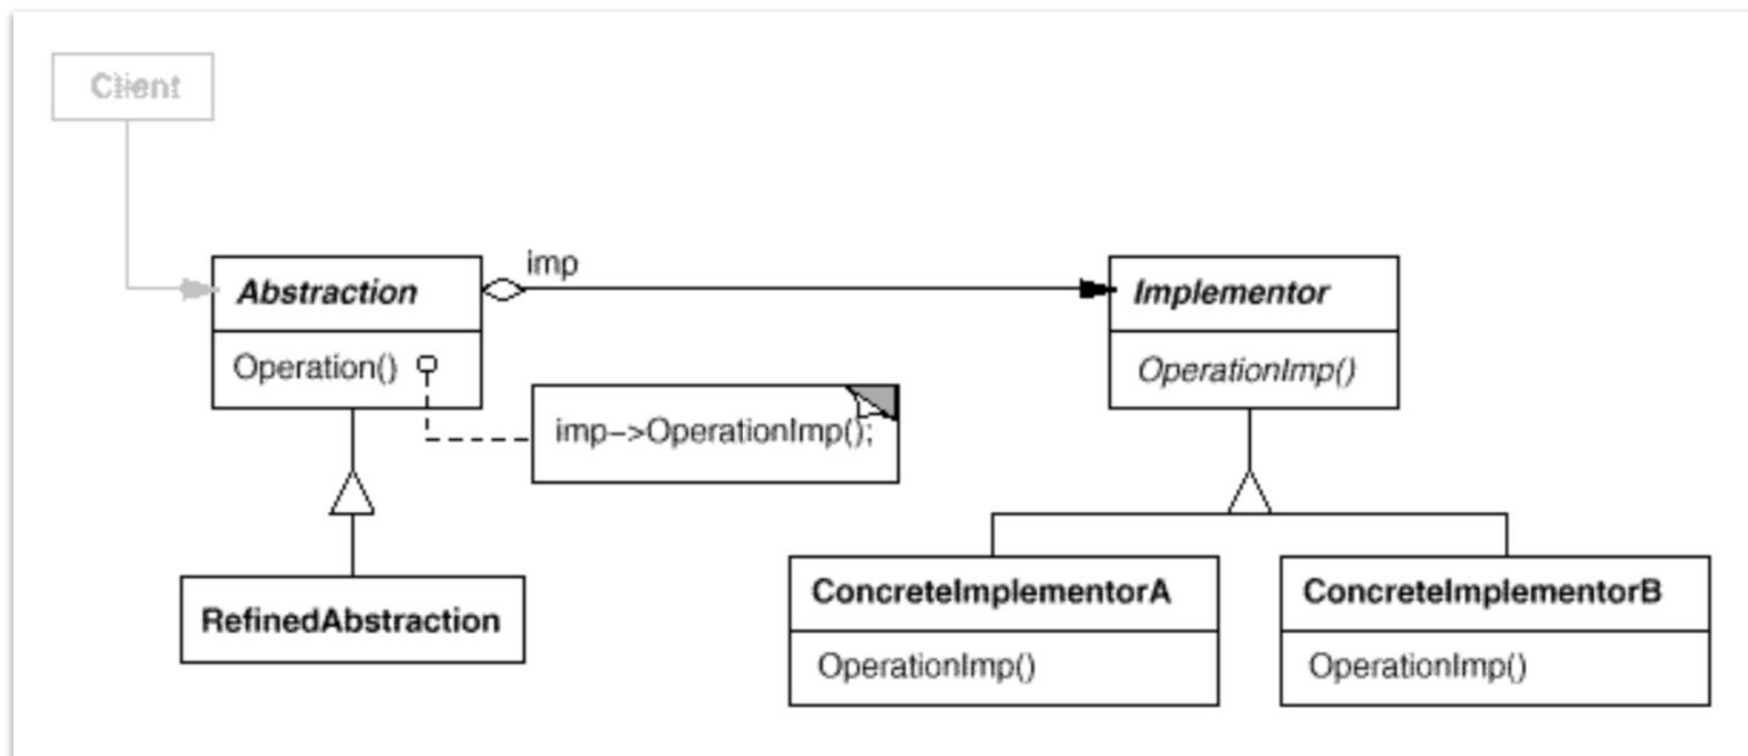 Client
imp
Abstraction
Implementor
Operation()
OperationImp()
imp->OperationImp();
RefinedAbstraction
ConcreteImplementorA
ConcreteImplementorB
OperationImp()
OperationImp()